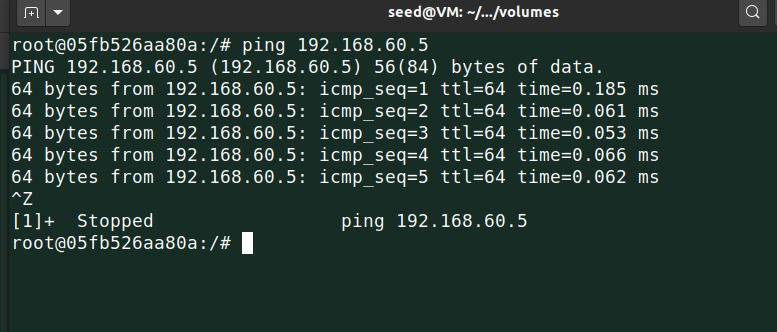 seed@VM: ~/.../volumes
root@05fb526aa80a:/# ping 192.168.60.5
PING 192.168.60.5 (192.168.60.5) 56(84) bytes of data.
64 bytes from 192.168.60.5: icmp_seq=1 ttl=64 time=0.185 ms
64 bytes from 192.168.60.5: icmp_seq=2 ttl=64 time=0.061 ms
64 bytes from 192.168.60.5: icmp_seq=3 ttl=64 time=0.053 ms
64 bytes from 192.168.60.5: icmp_seq=4 ttl=64 time=0.066 ms
64 bytes from 192.168.60.5: icmp_seq=5 ttl=64 time=0.062 ms
^Z
[1]+  Stopped                 ping 192.168.60.5
root@05fb526aa80a:/#